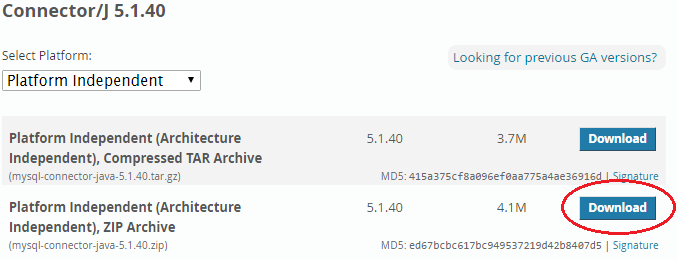 Connector/J 5.1.40
Select Platform:
Looking for previous GA versions?
Platform Independent
Platform Independent (Architecture Independent), Compressed TAR Archive
5.1.40
3.7M
Download
(mysql-connector-java-5.1.40.tar.gz)
MD5: 415a375cf8a096ef0aa775a4ae36916d | Signature
Platform Independent (Architecture Independent), ZIP Archive
5.1.40
4.1M
Download
(mysql-connector-java-5.1.40.zip)
MD5: ed67bcbc617bc949537219d42b8407d5 | Signature